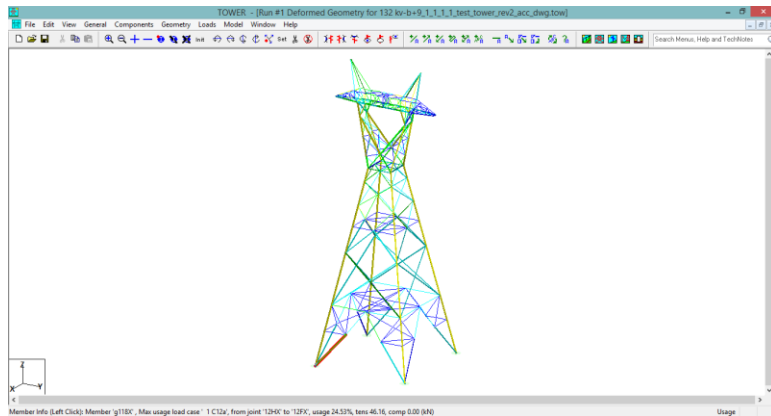 TOWER - [Run #1 Deformed Geometry for 132 kv-b+9_1_1_1_1_test_tower_rev2_acc_dwg.tow]
File Edit View General Components Geometry Loads Model Window Help
Init Set Search Menus, Help and TechNotes
Z
X Y
Member Info (Left Click): Member 'g118X', Max usage load case ' 1 C12a', from joint '12HX' to '12FX', usage 24.53%, tens 46.16, comp 0.00 (kN) Usage